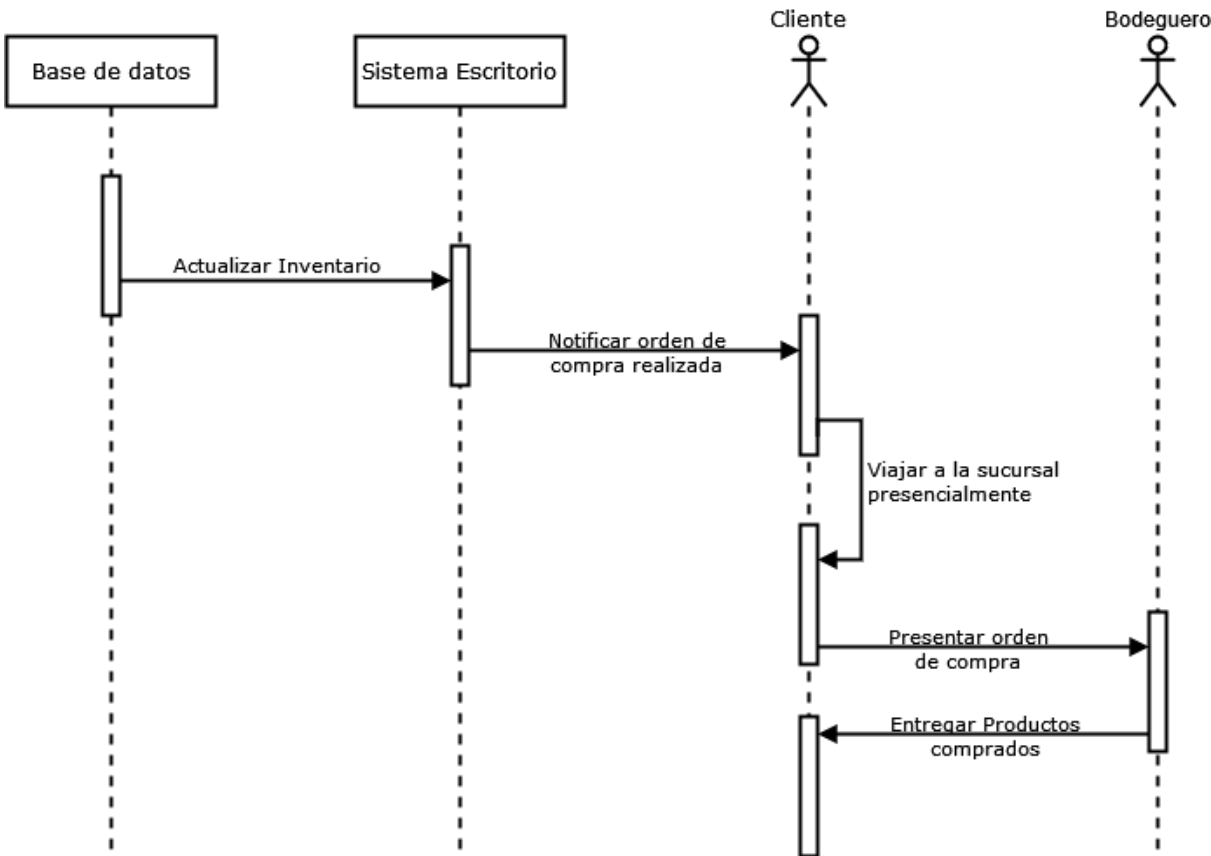 Cliente
Bodeguero
Base de datos
Sistema Escritorio
Actualizar Inventario
Notificar orden de
compra realizada
Viajar a la sucursal
presencialmente
Presentar orden
de compra
Entregar Productos
comprados